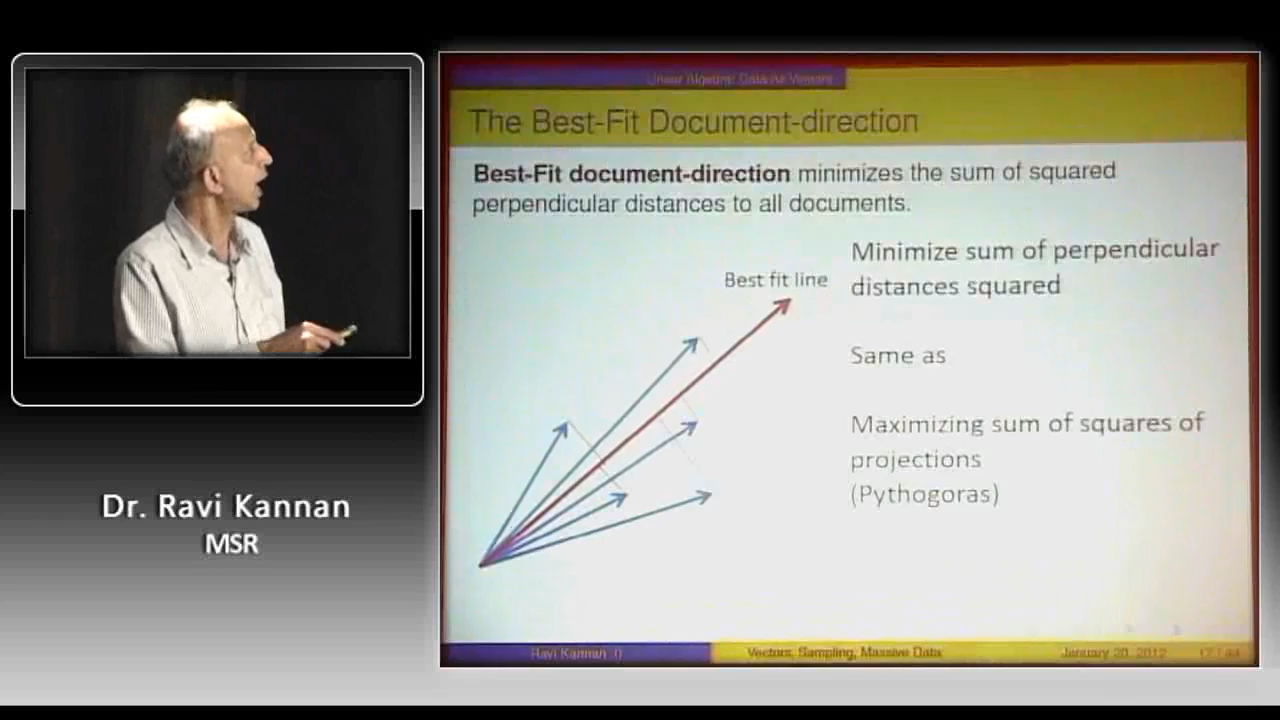 Linear Algebra: Data As Vectors
The Best-Fit Document-direction
Best-Fit document-direction minimizes the sum of squared
perpendicular distances to all documents.
Best fit line
Minimize sum of perpendicular
distances squared
Same as
Maximizing sum of squares of
projections
(Pythogoras)
Ravi Kannan ()
Vectors, Sampling, Massive Data
January 20, 2012
Dr. Ravi Kannan
MSR